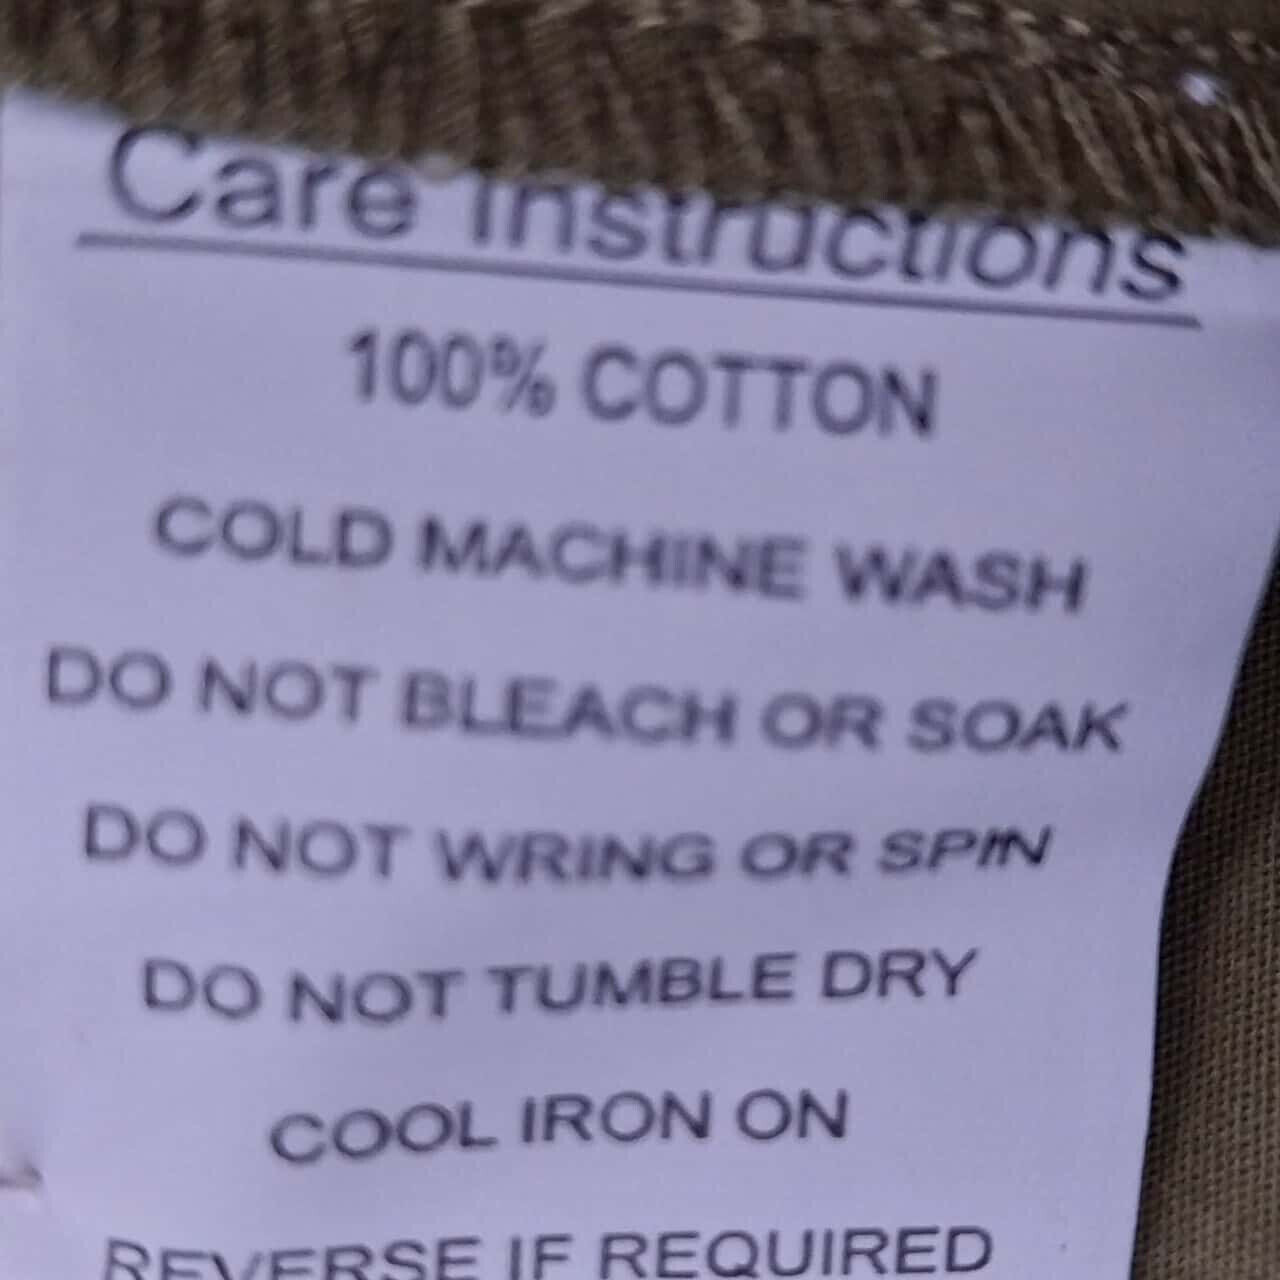 Care Instructions
100% COTTON
COLD MACHINE WASH
DO NOT BLEACH OR SOAK
DO NOT WRING OR SPIN
DO NOT TUMBLE DRY
COOL IRON ON
REVERSE IF REQUIRED